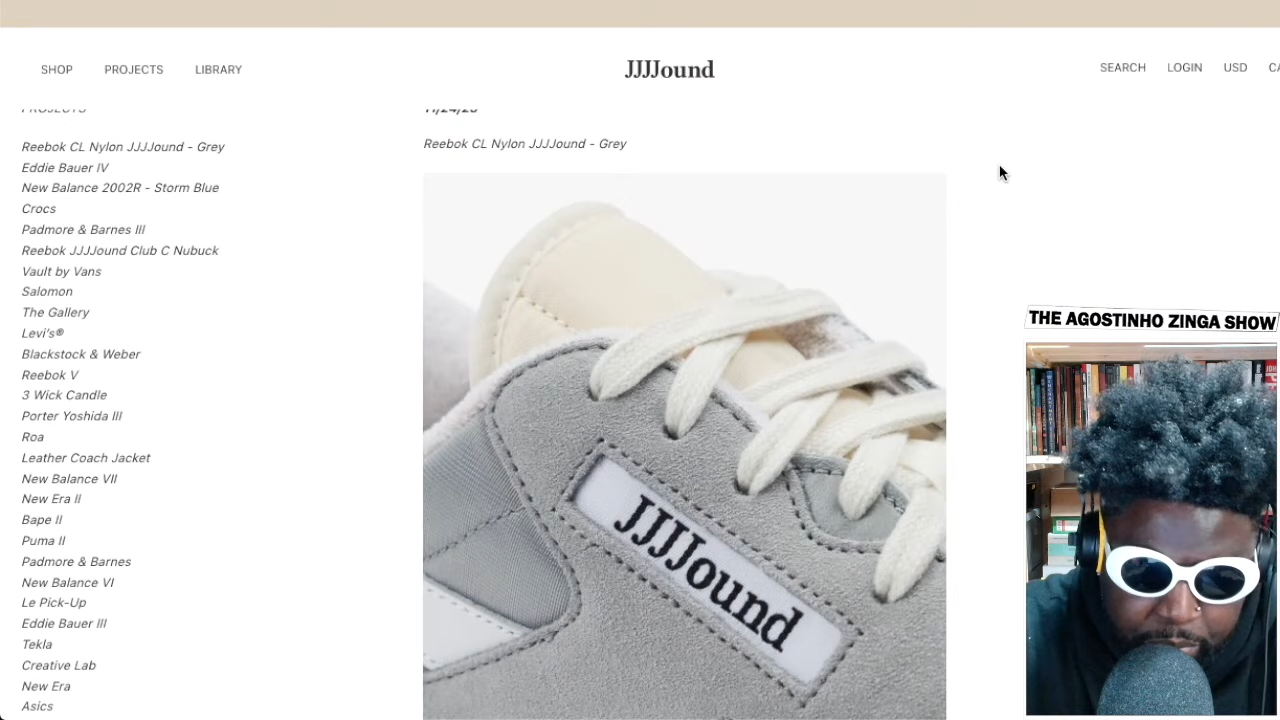 SHOP PROJECTS LIBRARY
JJJJound
SEARCH LOGIN USD
PROJECTS
Reebok CL Nylon JJJJound - Grey
Eddie Bauer IV
New Balance 2002R - Storm Blue
Crocs
Padmore & Barnes III
Reebok JJJJound Club C Nubuck
Vault by Vans
Salomon
The Gallery
Levi's®
Blackstock & Weber
Reebok V
3 Wick Candle
Porter Yoshida III
Roa
Leather Coach Jacket
New Balance VII
New Era II
Bape II
Puma II
Padmore & Barnes
New Balance VI
Le Pick-Up
Eddie Bauer III
Tekla
Creative Lab
New Era
Asics
Reebok CL Nylon JJJJound - Grey
JJJJound
THE AGOSTINHO ZINGA SHOW